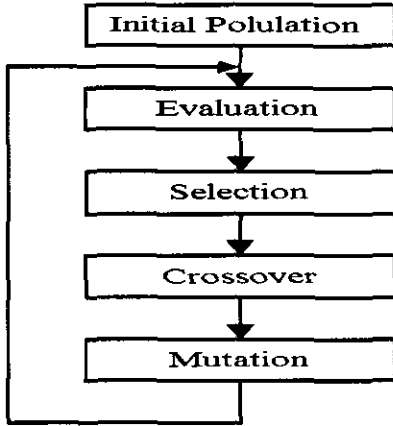 Initial Polulation
Evaluation
Selection
Crossover
Mutation